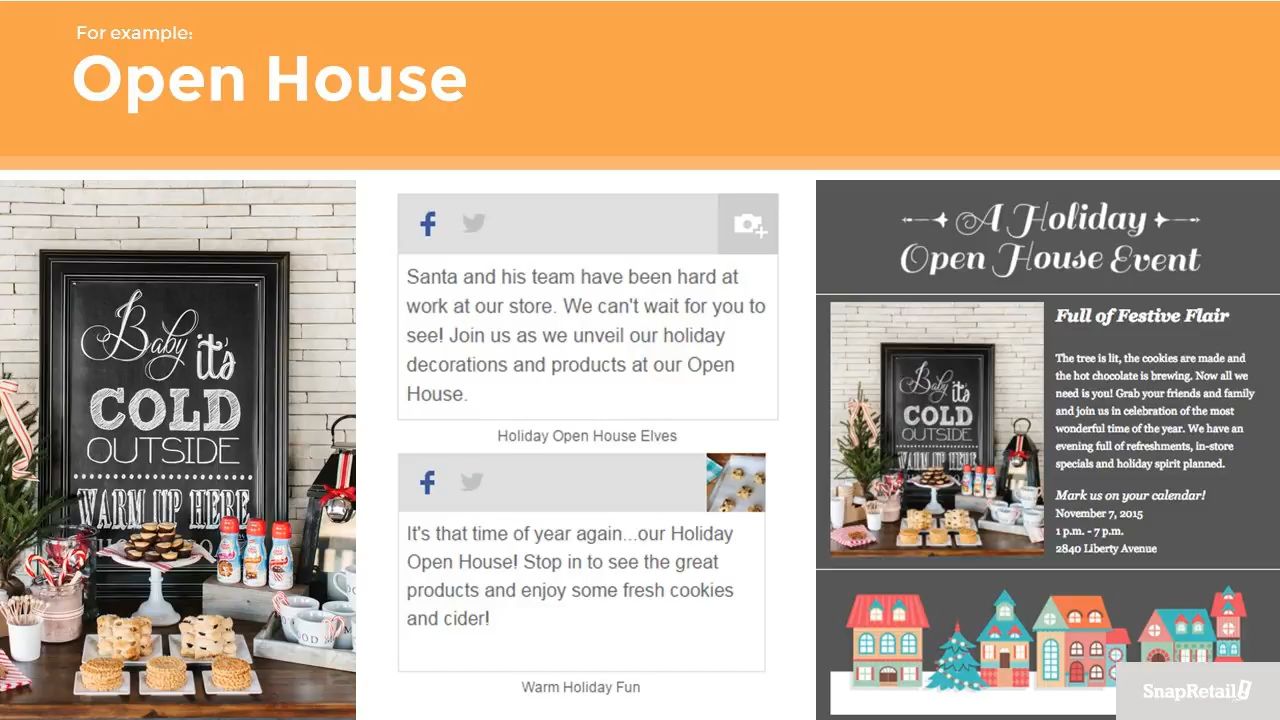 For example:
Open House
Baby it's
COLD
OUTSIDE
WARM UP HERE
Santa and his team have been hard at
work at our store. We can't wait for you to
see! Join us as we unveil our holiday
decorations and products at our Open
House.
Holiday Open House Elves
It's that time of year again...our Holiday
Open House! Stop in to see the great
products and enjoy some fresh cookies
and cider!
Warm Holiday Fun
A Holiday
Open House Event
Baby it's
COLD
OUTSIDE
WARM UP HERE
Full of Festive Flair
The tree is lit, the cookies are made and
the hot chocolate is brewing. Now all we
need is you! Grab your friends and family
and join us in celebration of the most
wonderful time of the year. We have an
evening full of refreshments, in-store
specials and holiday spirit planned.
Mark us on your calendar!
November 7, 2015
1 p.m. - 7 p.m.
2840 Liberty Avenue
SnapRetail